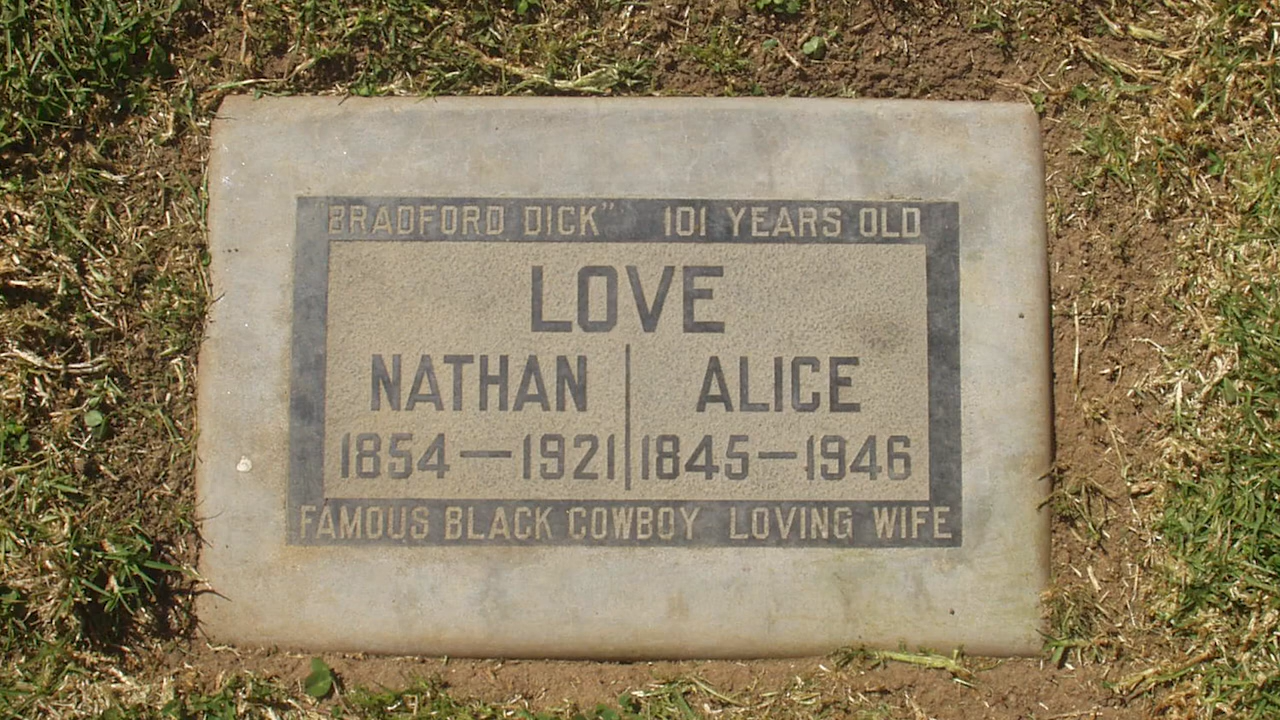 "BRADFORD DICK" 101 YEARS OLD
LOVE
NATHAN ALICE
1854—1921 1845—1946
FAMOUS BLACK COWBOY LOVING WIFE